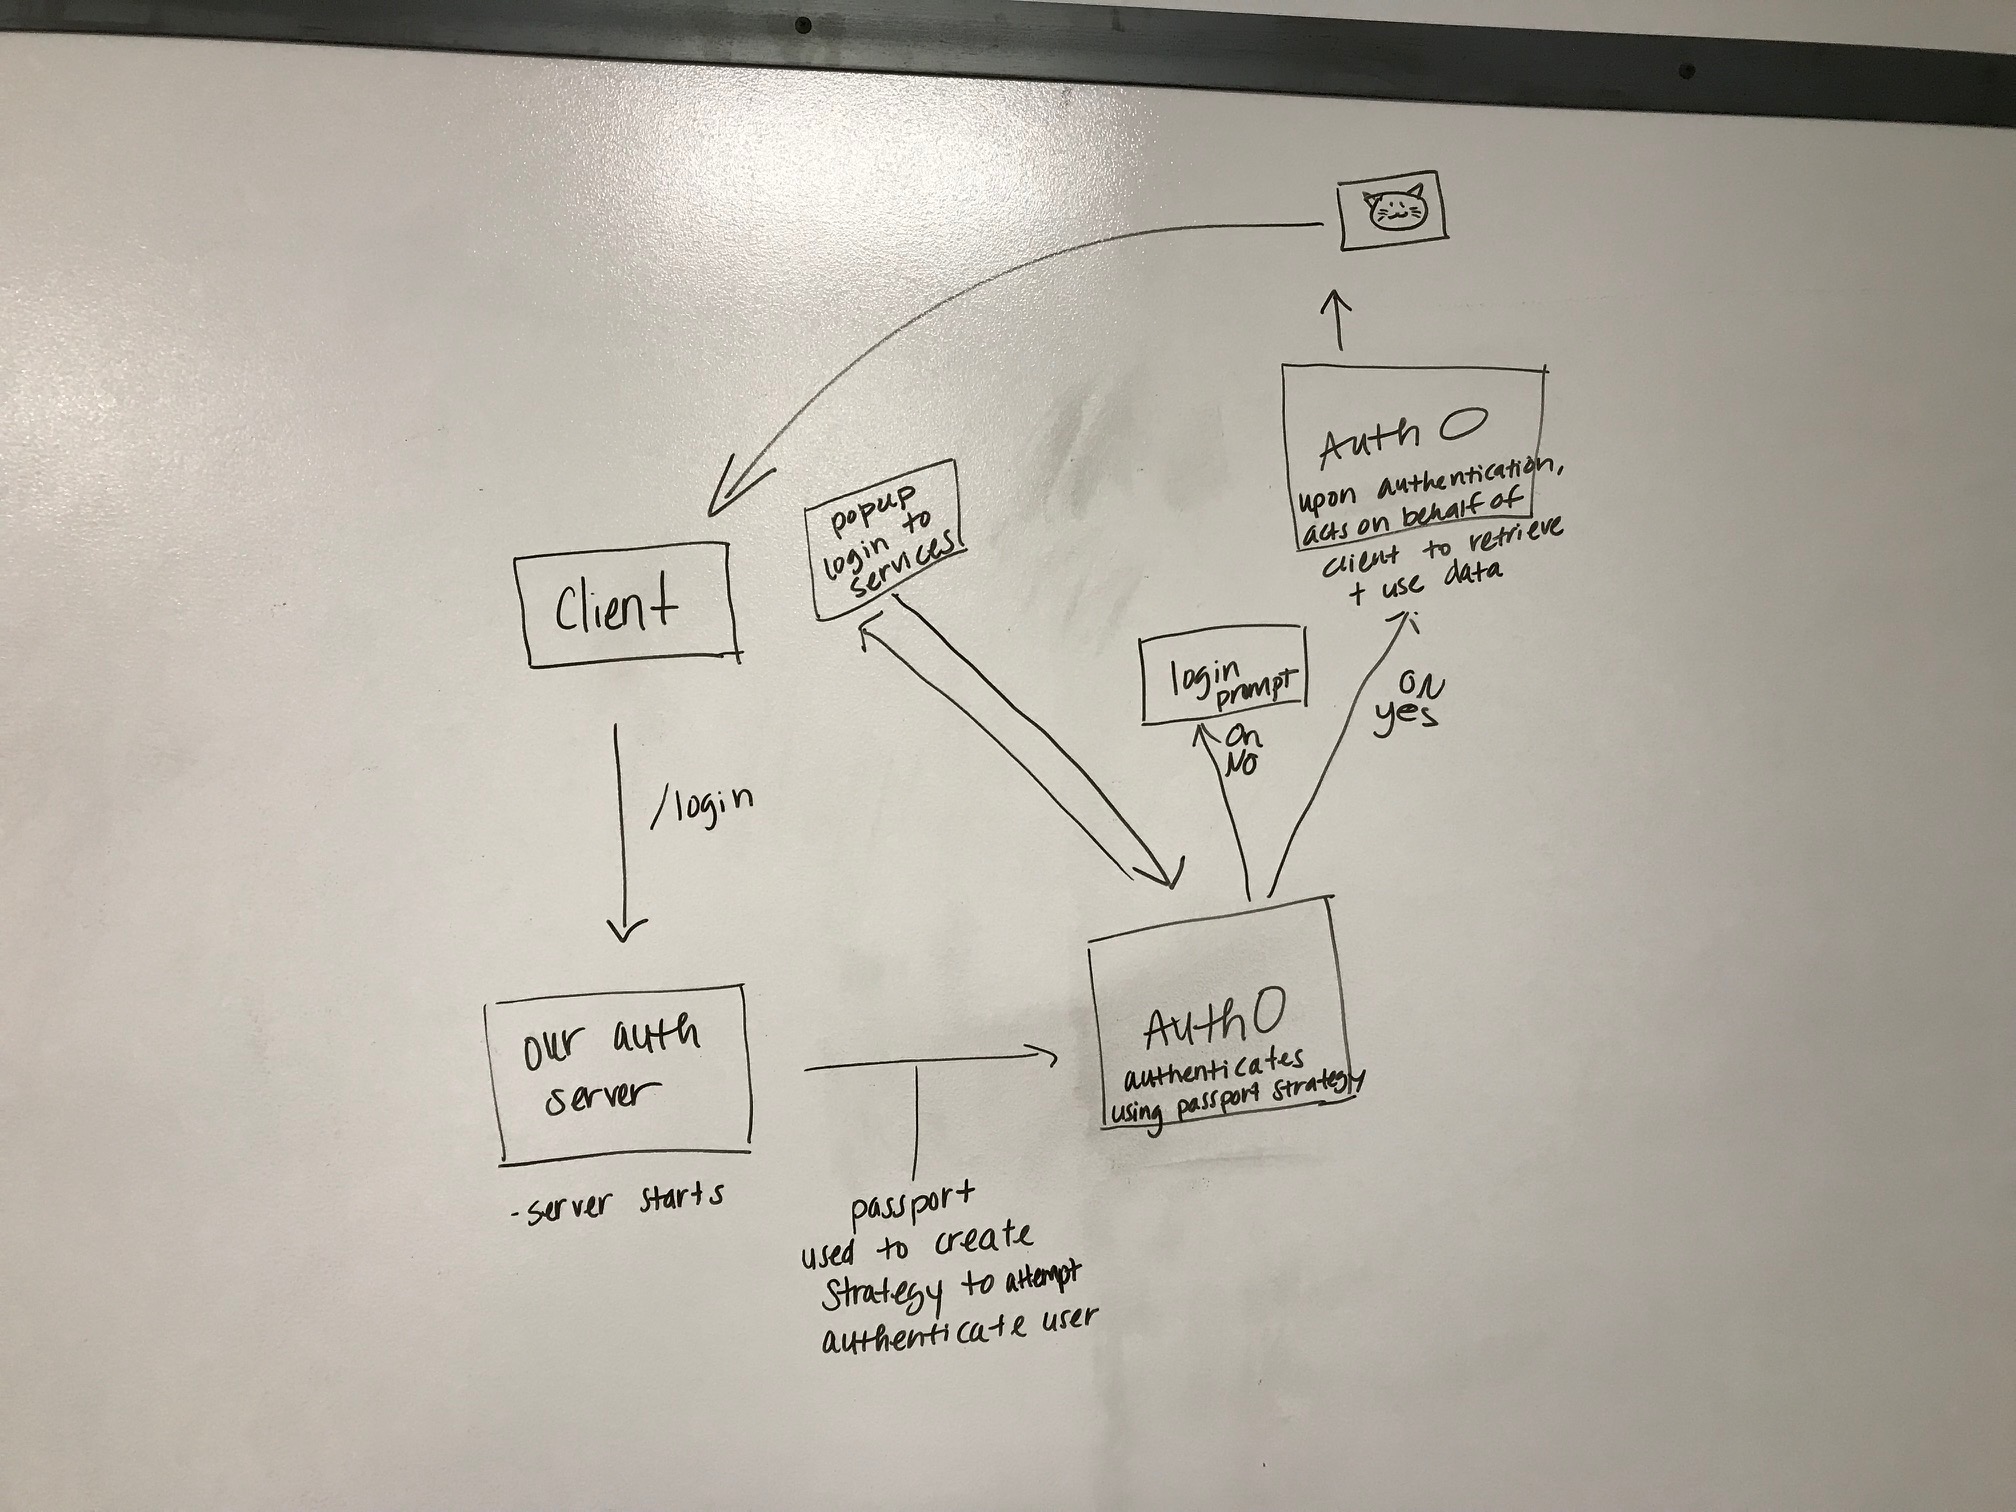 Auth O
upon authentication,
acts on behalf of
client to retrieve
+ use data
popup
login to
services
Client
login
prompt
On
NO
ON
yes
/login
our auth
server
-server starts
Auth0
authenticates
using passport strategy
passport
used to create
Strategy to attempt
authenticate user